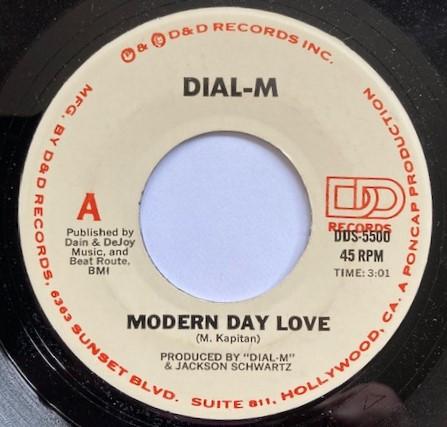 ℗ & © D&D RECORDS INC.
DIAL-M
A
Published by
Dain & DeJoy
Music, and
Beat Route,
BMI
DD
RECORDS
DDS-5500
45 RPM
TIME: 3:01
MODERN DAY LOVE
(M. Kapitan)
PRODUCED BY "DIAL-M"
& JACKSON SCHWARTZ
MFG. BY D&D RECORDS, 6363 SUNSET BLVD. SUITE 811, HOLLYWOOD, CA. A PONCAP PRODUCTION